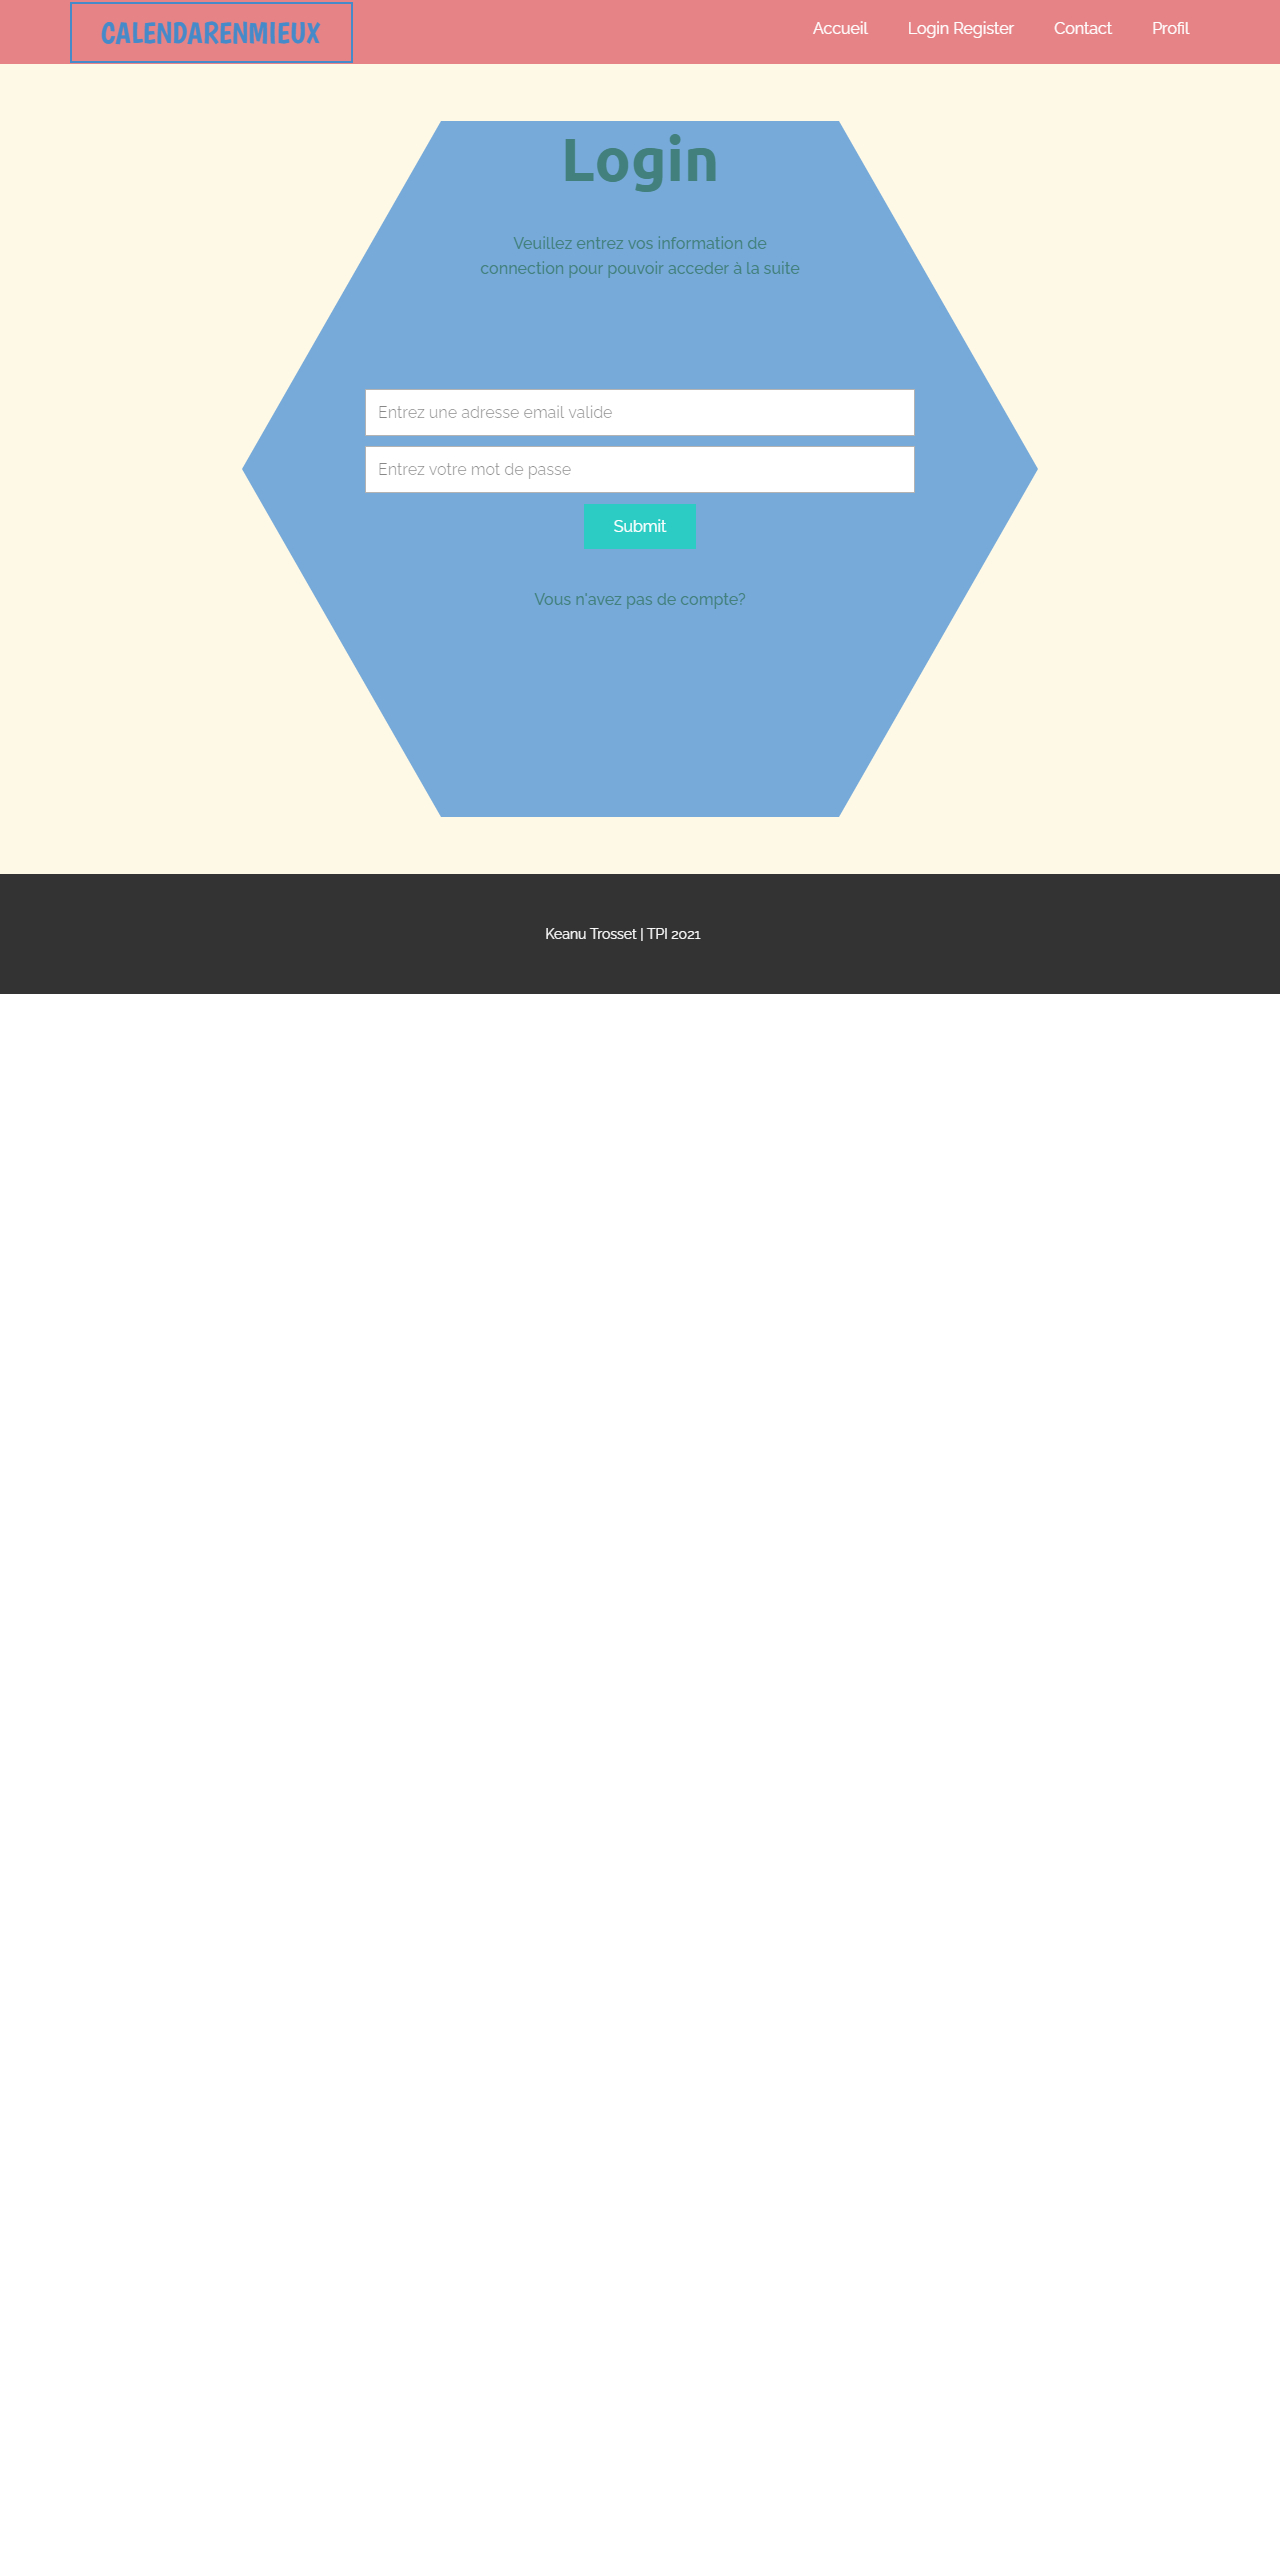 CALENDARENMIEUX
Accueil Login Register Contact Profil
Login
Veuillez entrez vos information de
connection pour pouvoir acceder à la suite
Entrez une adresse email valide
Entrez votre mot de passe
Submit
Vous n'avez pas de compte?
Keanu Trosset | TPI 2021